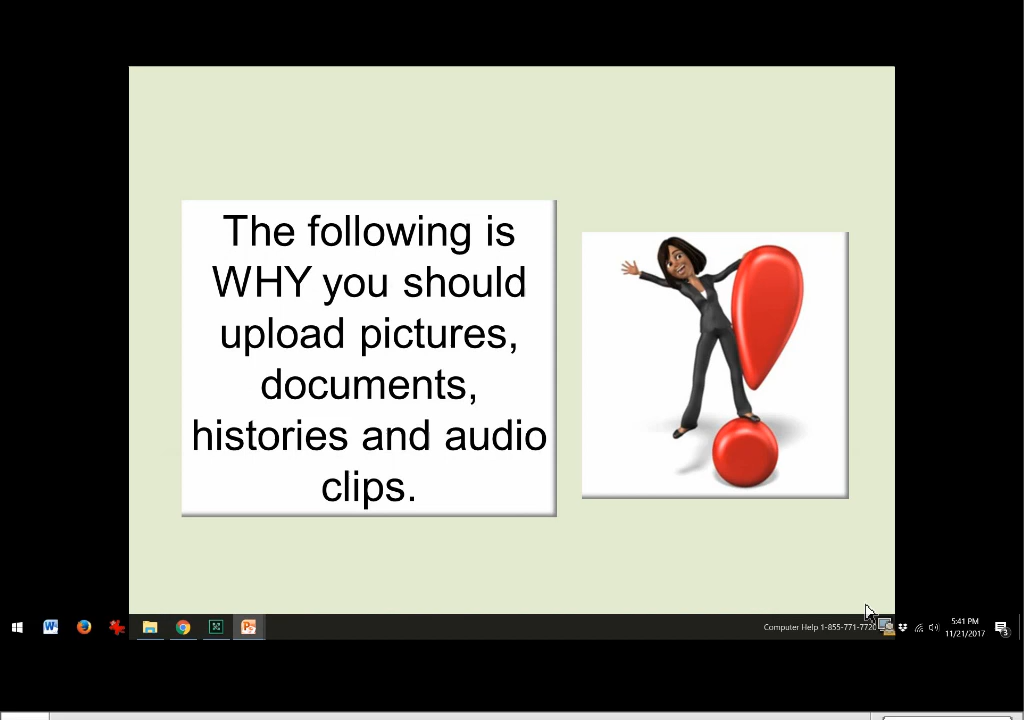 The following is
WHY you should
upload pictures,
documents,
histories and audio
clips.
Computer Help 1-855-771-7720
5:41 PM
11/21/2017
3